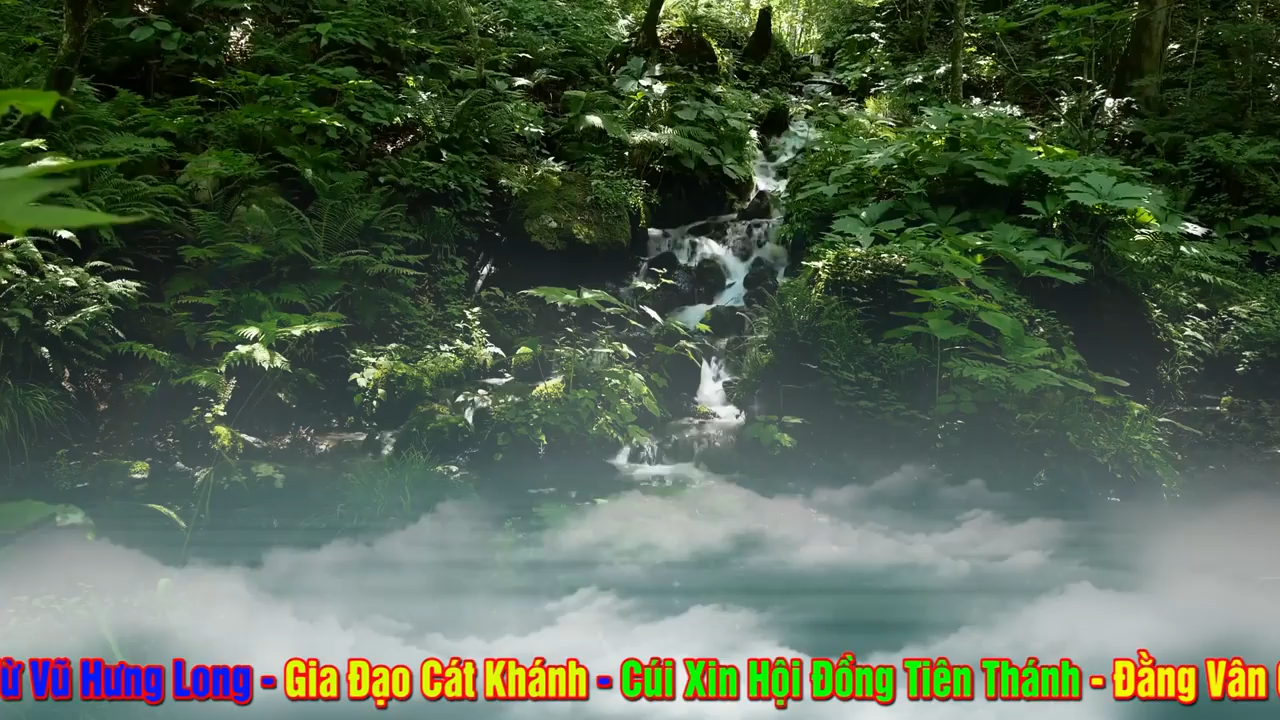 Vũ Hưng Long - Gia Đạo Cát Khánh - Cúi Xin Hội Đồng Tiên Thánh - Đằng Vân